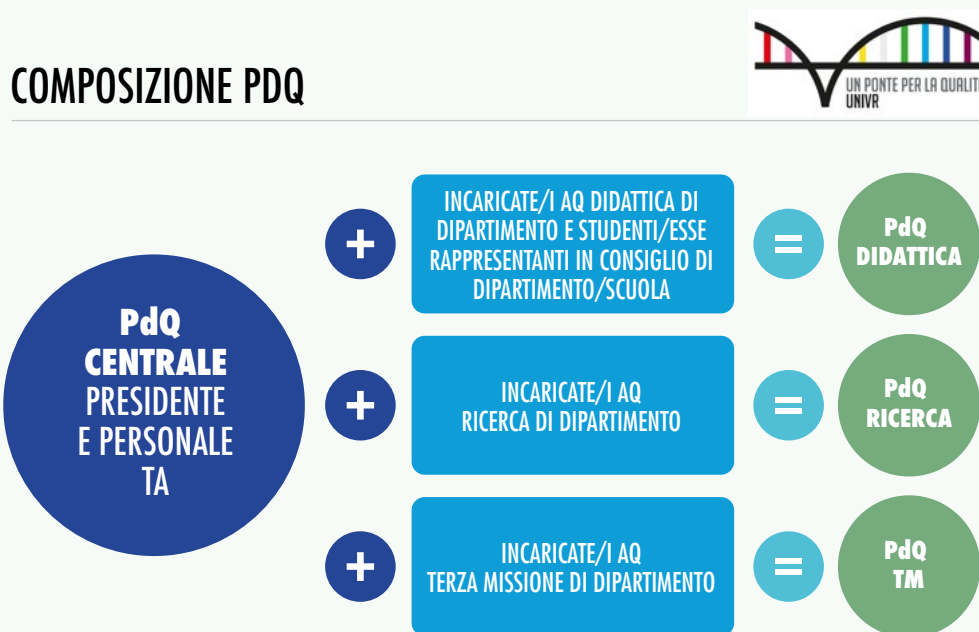 COMPOSIZIONE PDQ
UN PONTE PER LA QUALIT
UNIVR
PdQ
CENTRALE
PRESIDENTE
E PERSONALE
TA
+
INCARICATE/I AQ DIDATTICA DI
DIPARTIMENTO E STUDENTI/ESSE
RAPPRESENTANTI IN CONSIGLIO DI
DIPARTIMENTO/SCUOLA
=
PdQ
DIDATTICA
+
INCARICATE/I AQ
RICERCA DI DIPARTIMENTO
=
PdQ
RICERCA
+
INCARICATE/I AQ
TERZA MISSIONE DI DIPARTIMENTO
=
PdQ
TM